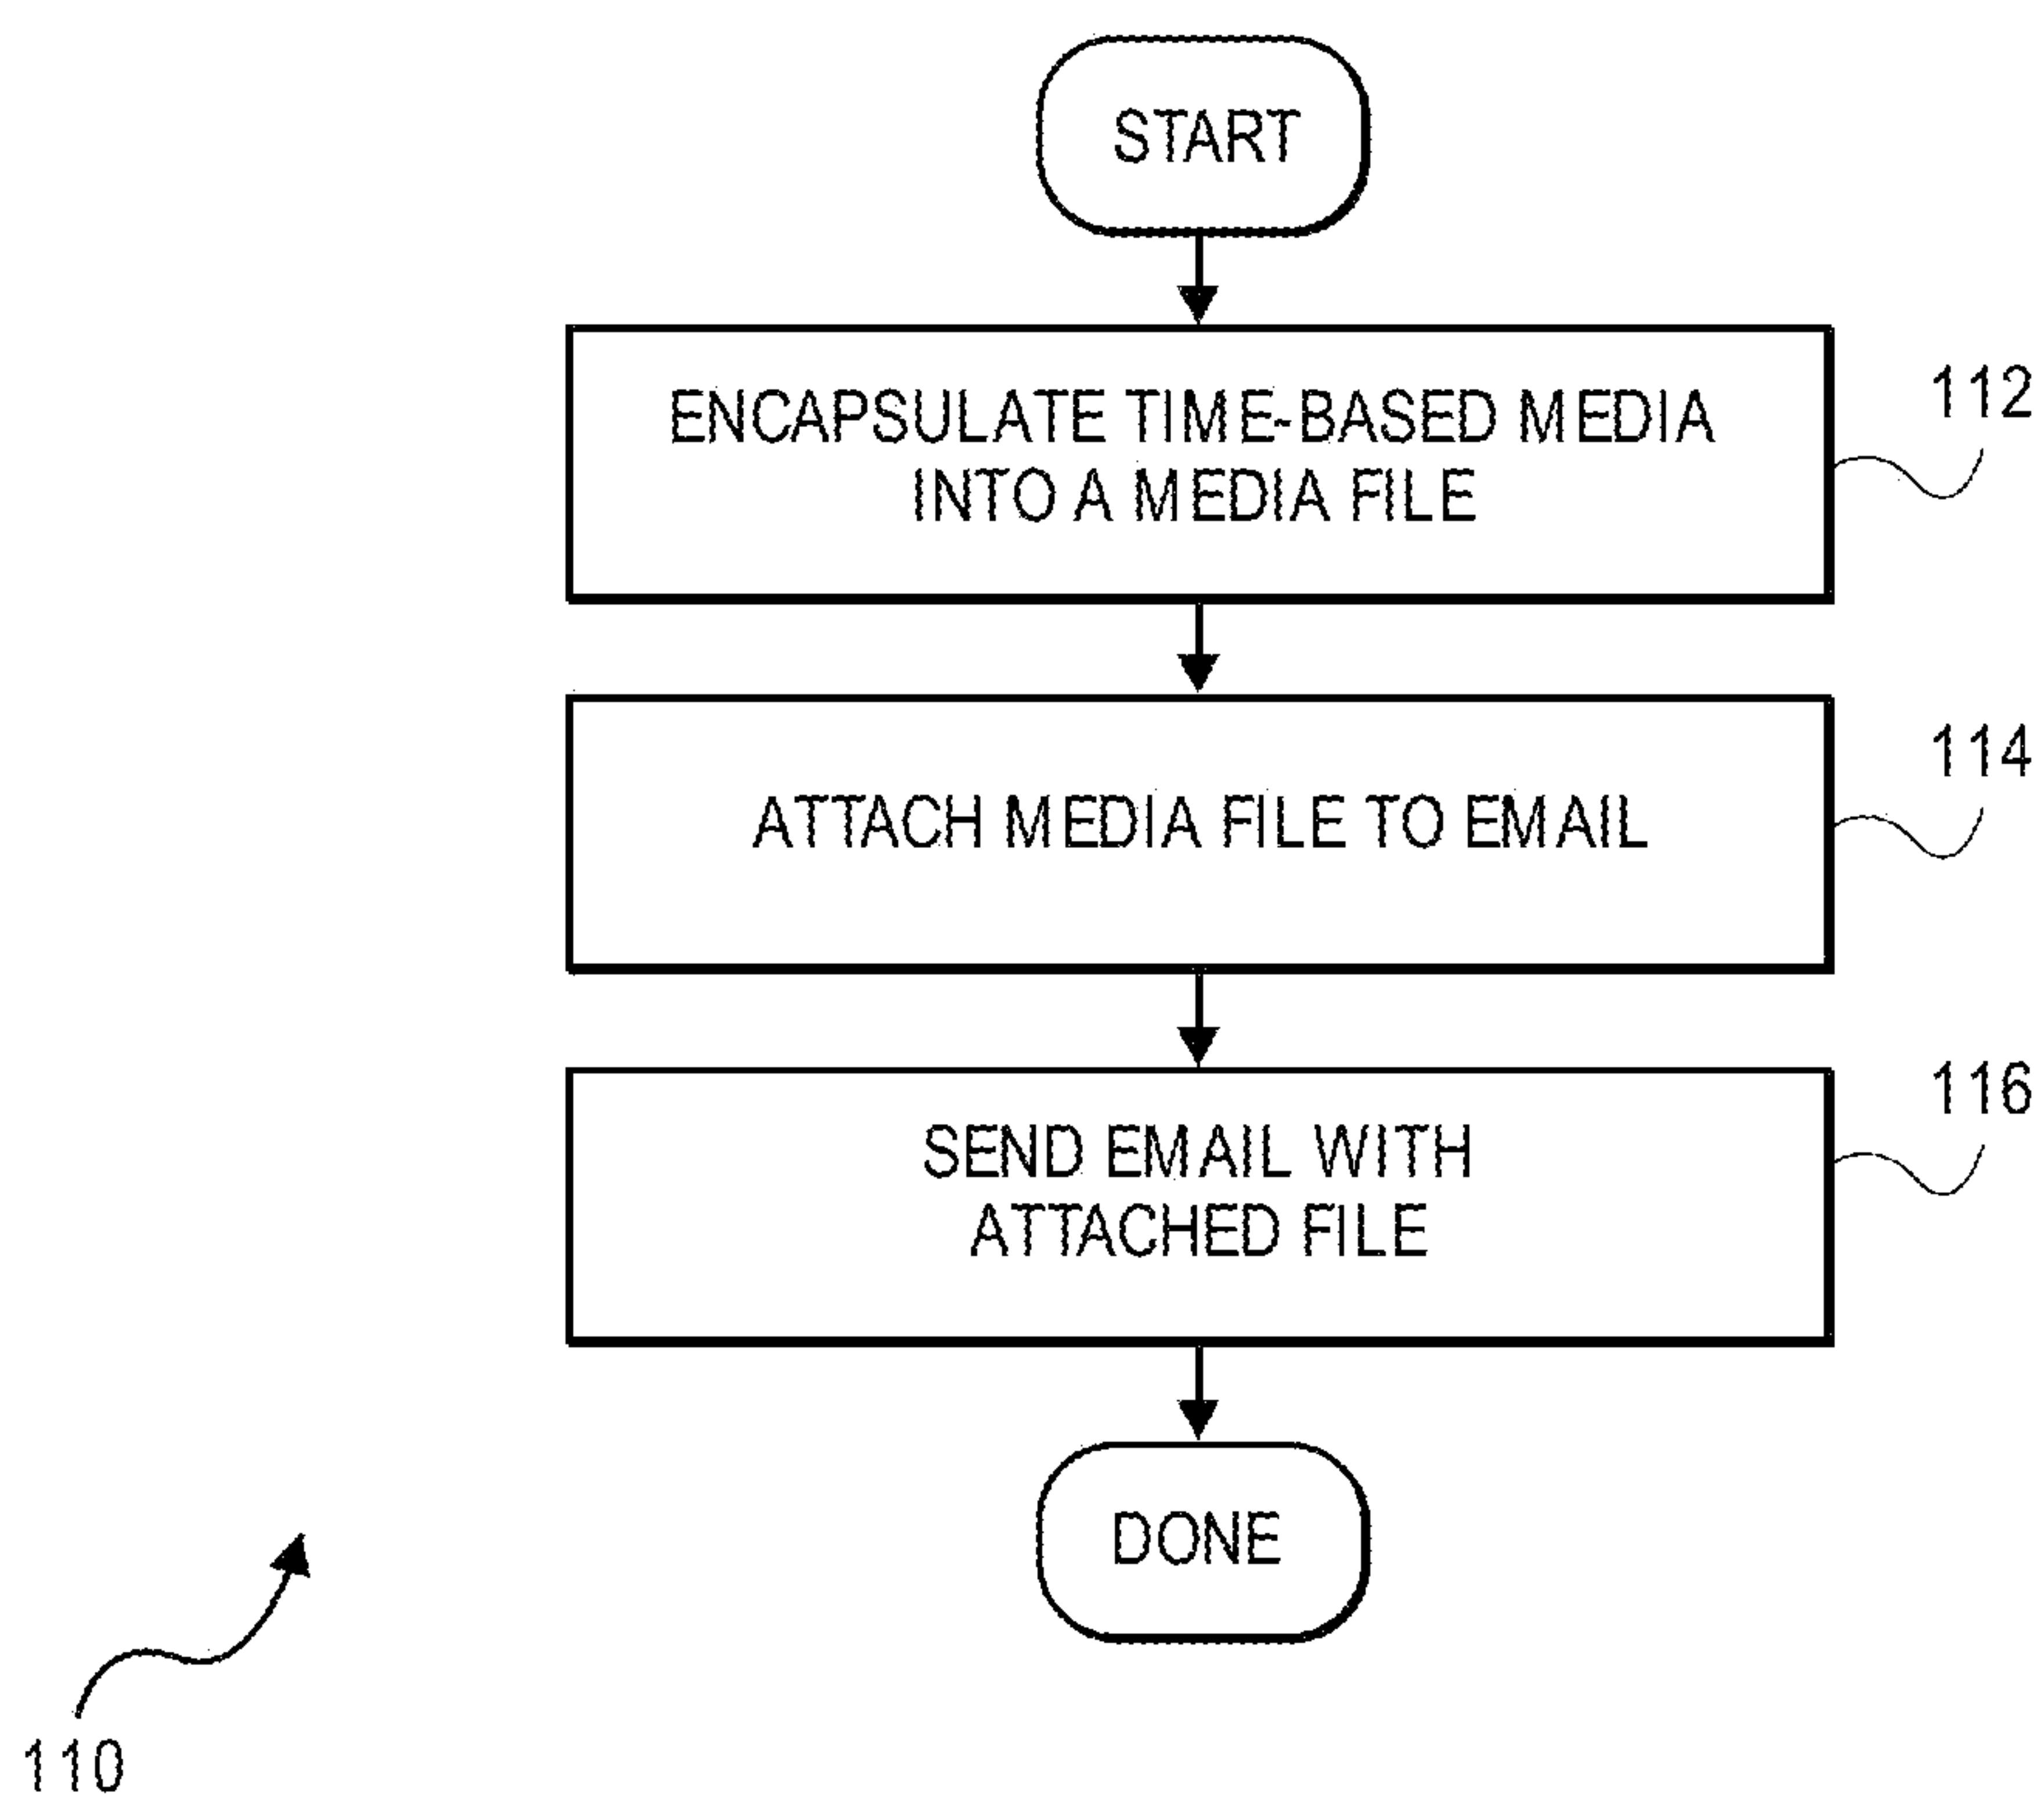 START
ENCAPSULATE TIME-BASED MEDIA
INTO A MEDIA FILE
112
ATTACH MEDIA FILE TO EMAIL
114
SEND EMAIL WITH
ATTACHED FILE
116
DONE
110